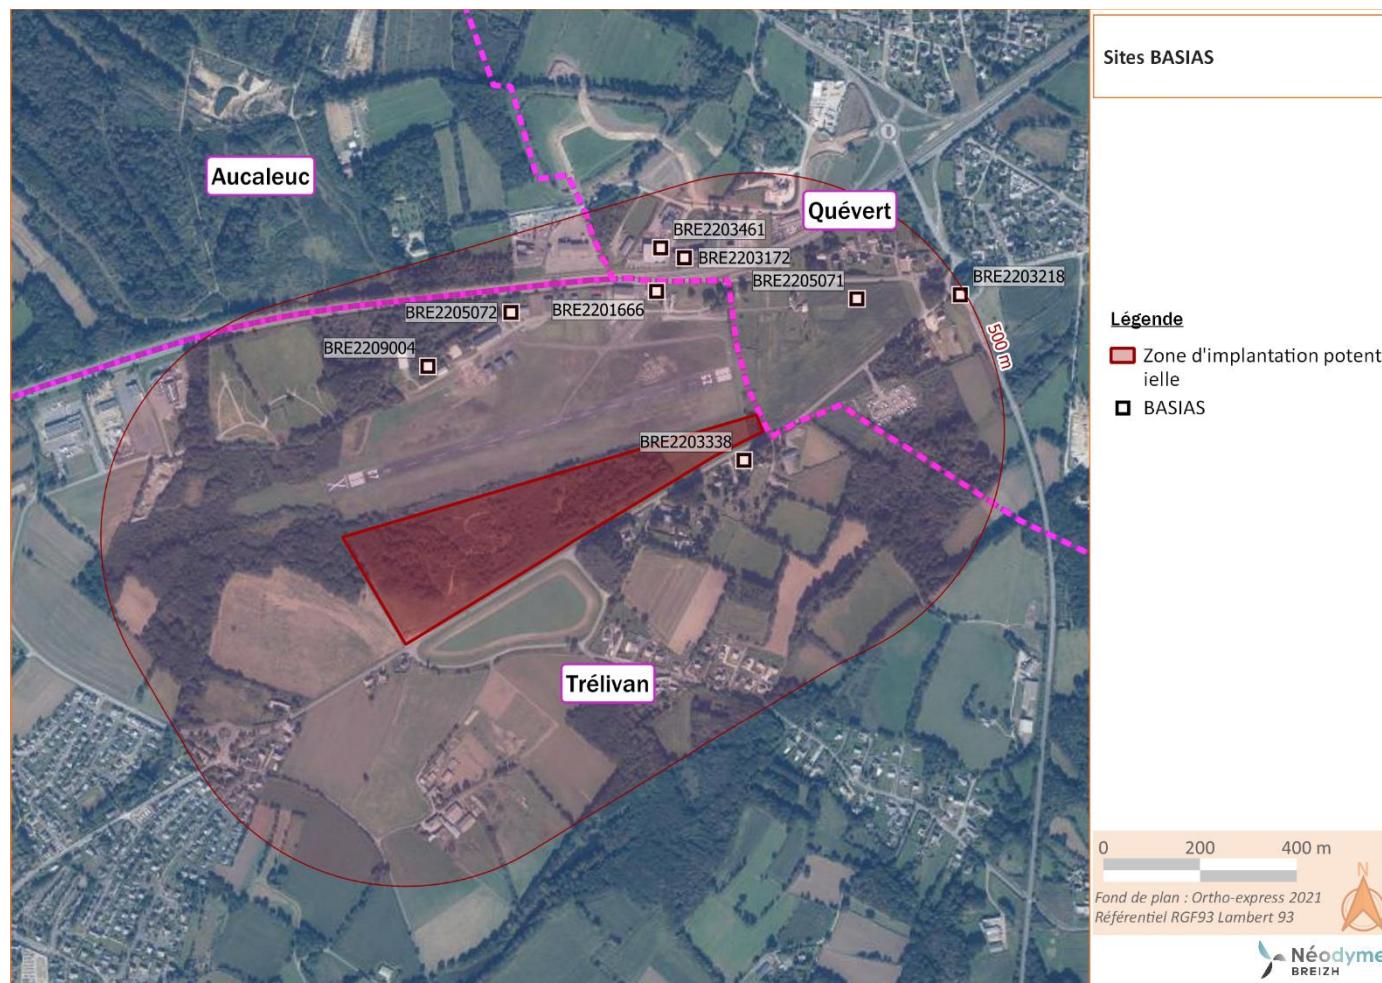 Sites BASIAS
Aucaleuc
Quévert
BRE2203461
BRE2203172
BRE2205071
BRE2203218
BRE2205072
BRE2201666
BRE2209004
500 m
BRE2203338
Trélivan
Légende
Zone d'implantation potent
ielle
BASIAS
0 200 400 m
N
Fond de plan : Ortho-express 2021
Référentiel RGF93 Lambert 93
Néodyme
BREIZH